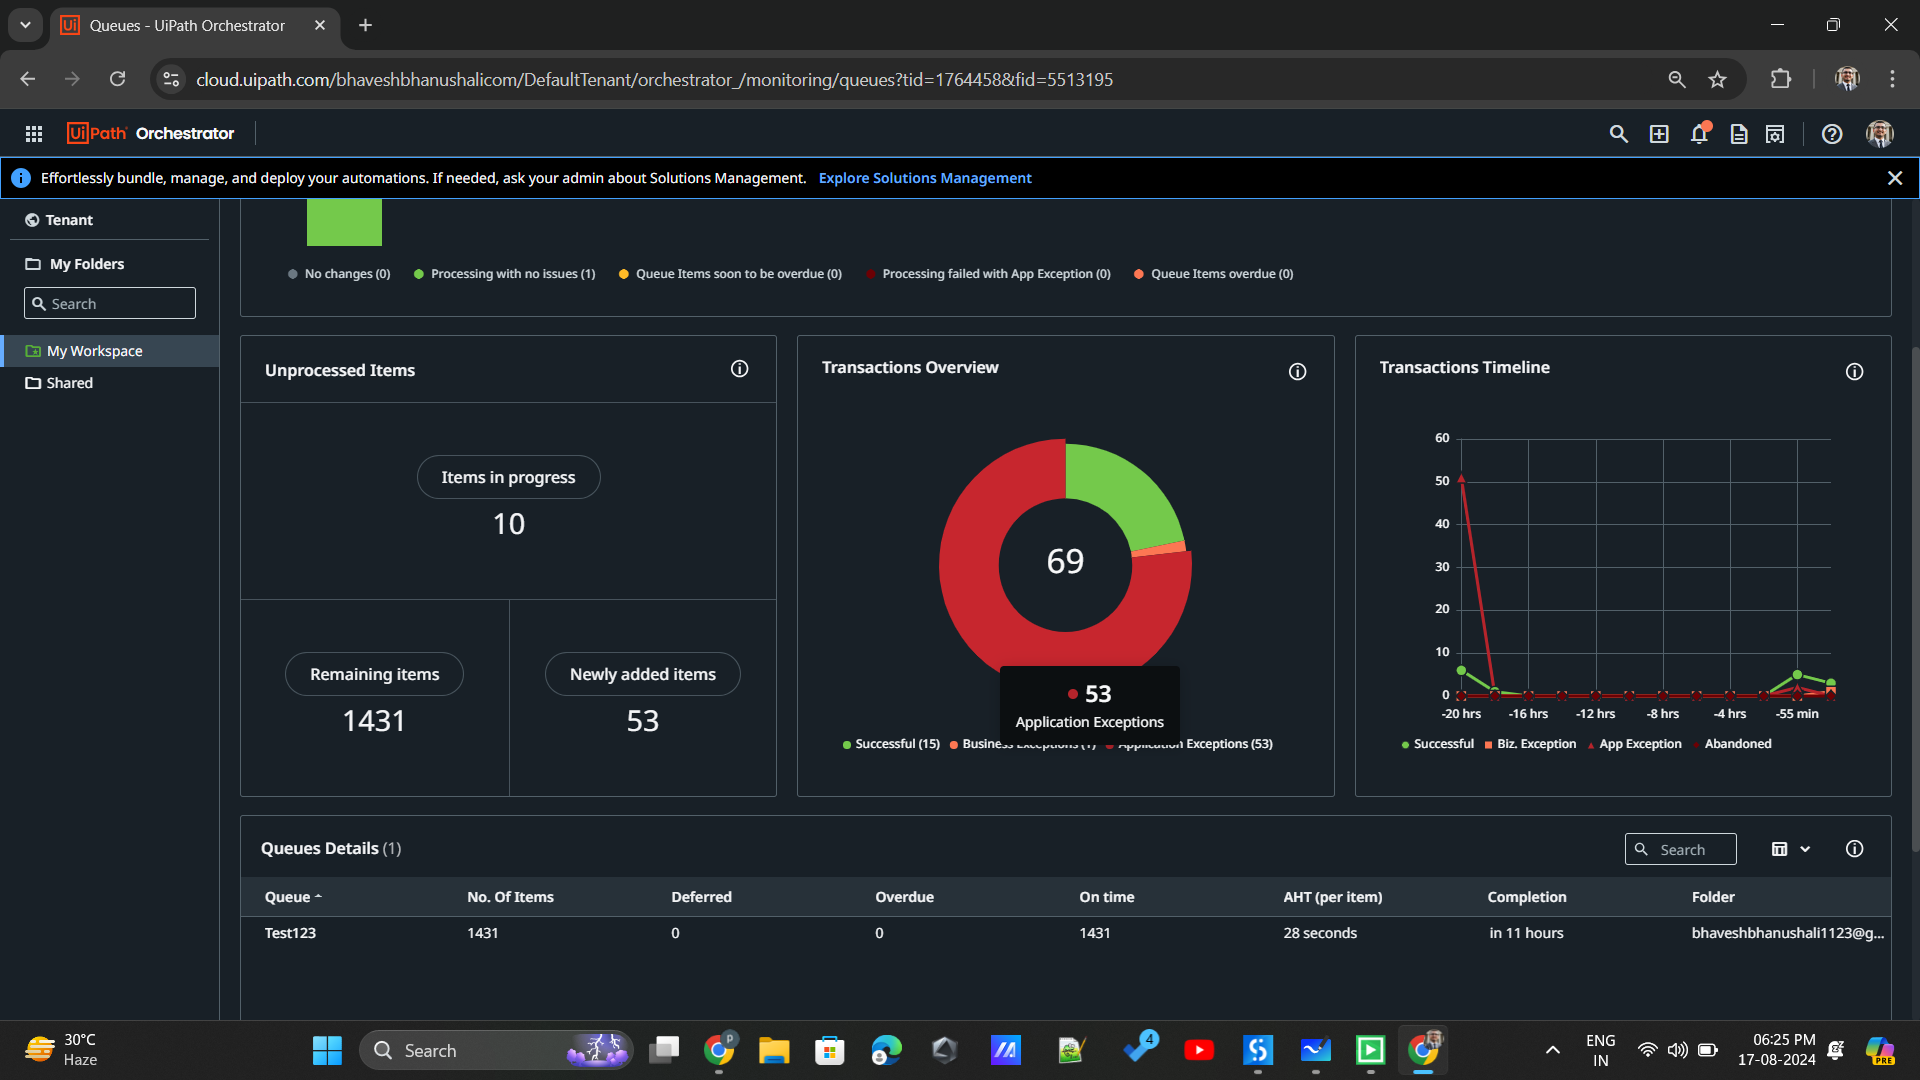 Queues - UiPath Orchestrator
cloud.uipath.com/bhaveshbhanushalicom/DefaultTenant/orchestrator_/monitoring/queues?tid=1764458&fid=5513195
UiPath Orchestrator
Effortlessly bundle, manage, and deploy your automations. If needed, ask your admin about Solutions Management. Explore Solutions Management
Tenant
My Folders
Search
My Workspace
Shared
No changes (0) Processing with no issues (1) Queue Items soon to be overdue (0) Processing failed with App Exception (0) Queue Items overdue (0)
Unprocessed Items
Items in progress
10
Remaining items
1431
Newly added items
53
Transactions Overview
69
53
Application Exceptions
Successful (15) Business Exceptions (1) Application Exceptions (53)
Transactions Timeline
60
50
40
30
20
10
0
-20 hrs -16 hrs -12 hrs -8 hrs -4 hrs -55 min
Successful Biz. Exception App Exception Abandoned
Queues Details (1)
Search
Queue No. Of Items Deferred Overdue On time AHT (per item) Completion Folder
Test123 1431 0 0 1431 28 seconds in 11 hours bhaveshbhanushali1123@g...
30°C
Haze
Search
P
4
ENG
IN
06:25 PM
17-08-2024
PRE